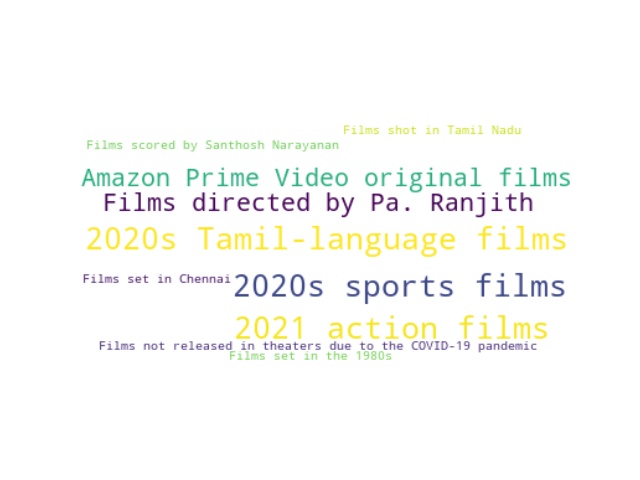 Films shot in Tamil Nadu
Films scored by Santhosh Narayanan
Amazon Prime Video original films
Films directed by Pa. Ranjith
2020s Tamil-language films
Films set in Chennai
2020s sports films
2021 action films
Films not released in theaters due to the COVID-19 pandemic
Films set in the 1980s